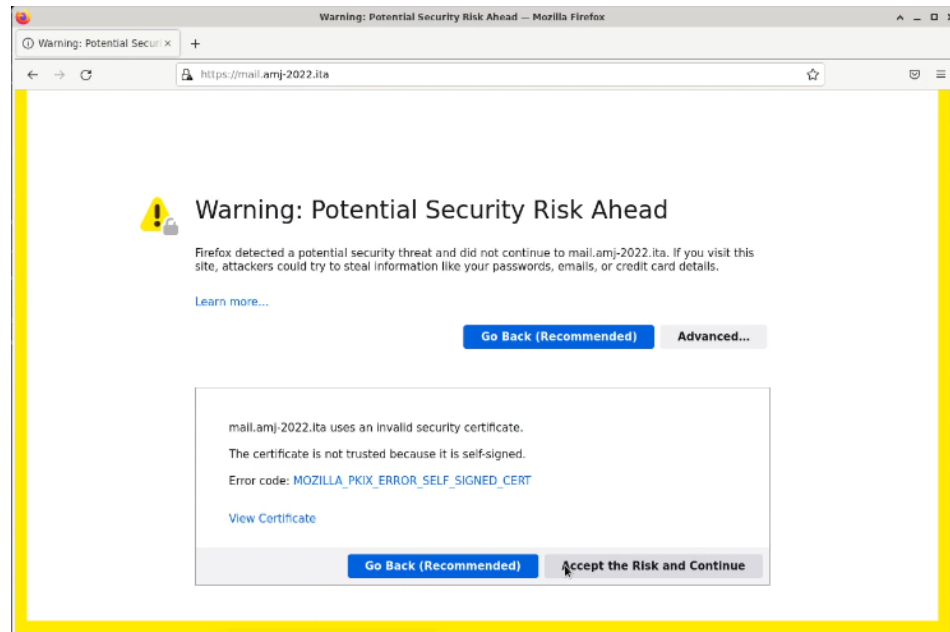 Warning: Potential Security Risk Ahead — Mozilla Firefox
Warning: Potential Securi
https://mail.amj-2022.ita
Warning: Potential Security Risk Ahead
Firefox detected a potential security threat and did not continue to mail.amj-2022.ita. If you visit this
site, attackers could try to steal information like your passwords, emails, or credit card details.
Learn more...
Go Back (Recommended) Advanced...
mail.amj-2022.ita uses an invalid security certificate.
The certificate is not trusted because it is self-signed.
Error code: MOZILLA_PKIX_ERROR_SELF_SIGNED_CERT
View Certificate
Go Back (Recommended) Accept the Risk and Continue